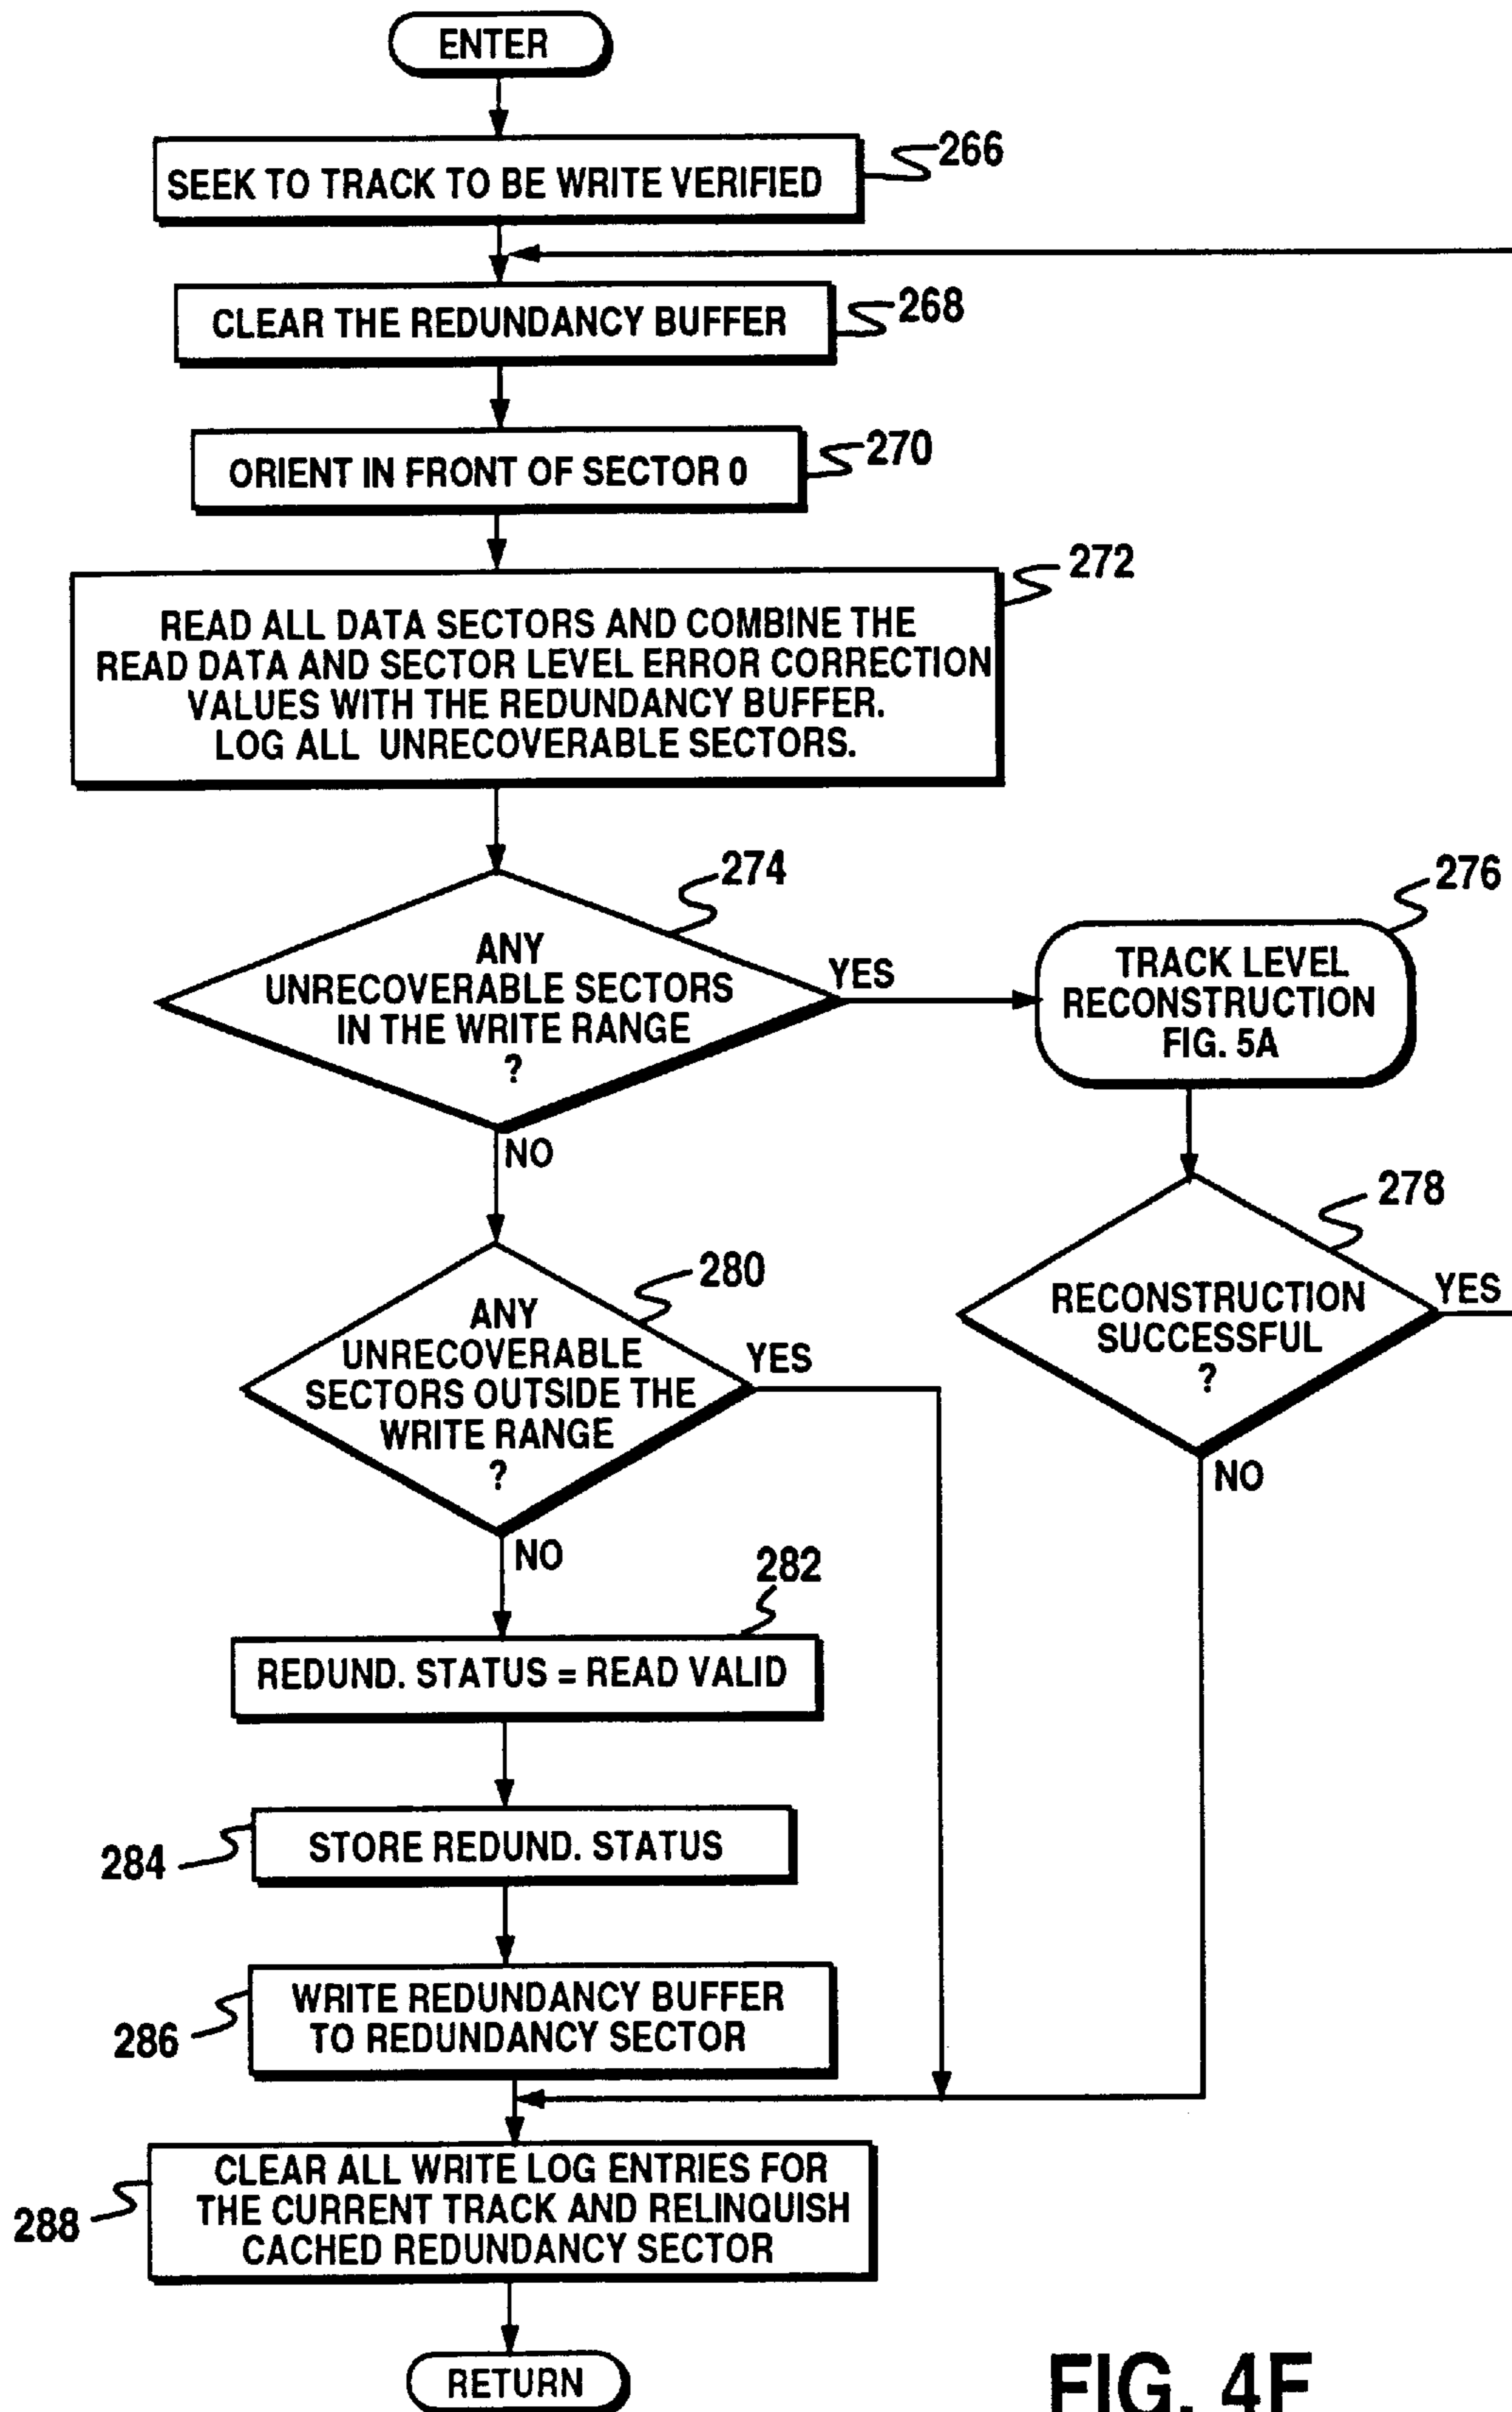 ENTER
SEEK TO TRACK TO BE WRITE VERIFIED
266
CLEAR THE REDUNDANCY BUFFER
268
ORIENT IN FRONT OF SECTOR 0
270
272
READ ALL DATA SECTORS AND COMBINE THE
READ DATA AND SECTOR LEVEL ERROR CORRECTION
VALUES WITH THE REDUNDANCY BUFFER.
LOG ALL UNRECOVERABLE SECTORS.
274
ANY
UNRECOVERABLE SECTORS
IN THE WRITE RANGE
?
YES
NO
276
TRACK LEVEL
RECONSTRUCTION
FIG. 5A
278
RECONSTRUCTION
SUCCESSFUL
?
YES
NO
280
ANY
UNRECOVERABLE
SECTORS OUTSIDE THE
WRITE RANGE
?
YES
NO
282
REDUND. STATUS = READ VALID
284
STORE REDUND. STATUS
286
WRITE REDUNDANCY BUFFER
TO REDUNDANCY SECTOR
288
CLEAR ALL WRITE LOG ENTRIES FOR
THE CURRENT TRACK AND RELINQUISH
CACHED REDUNDANCY SECTOR
RETURN